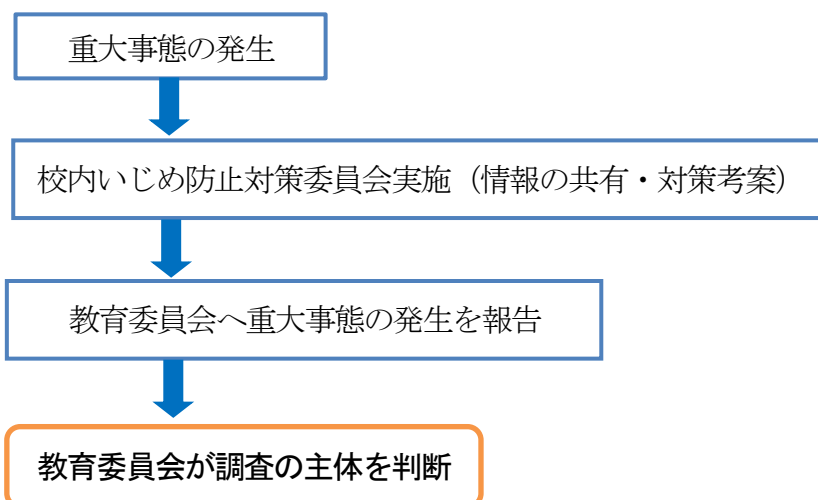 重大事態の発生
校内いじめ防止対策委員会実施（情報の共有・対策考案）
教育委員会へ重大事態の発生を報告
教育委員会が調査の主体を判断